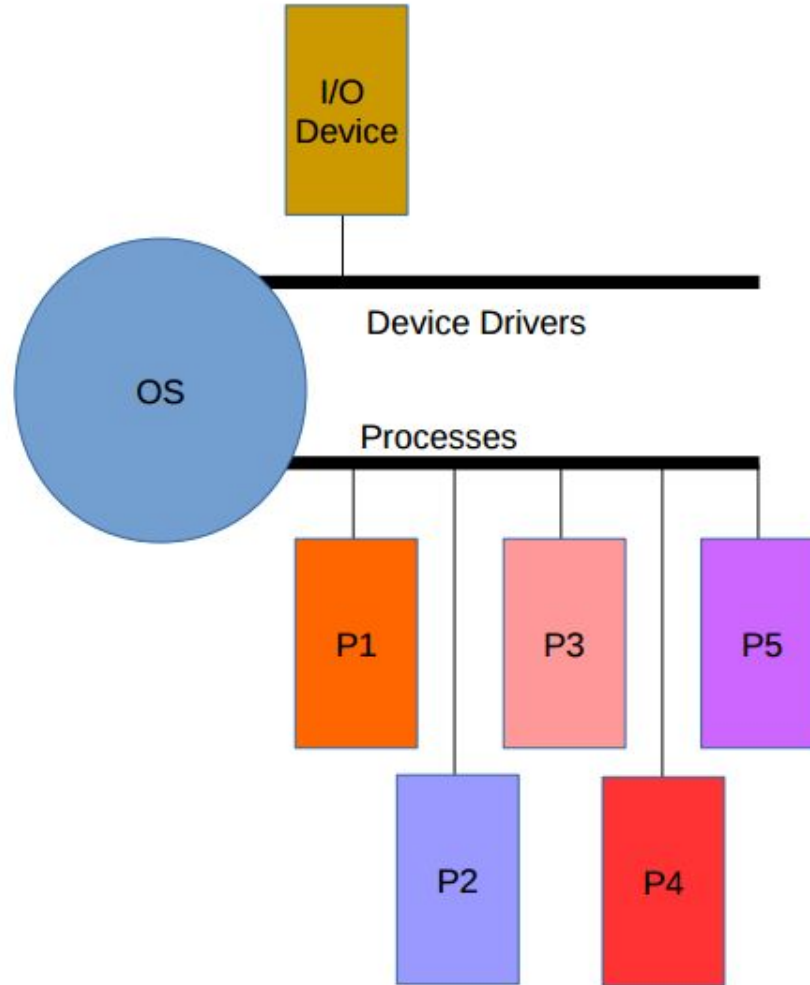 I/O
Device
Device Drivers
OS
Processes
P1
P3
P5
P2
P4